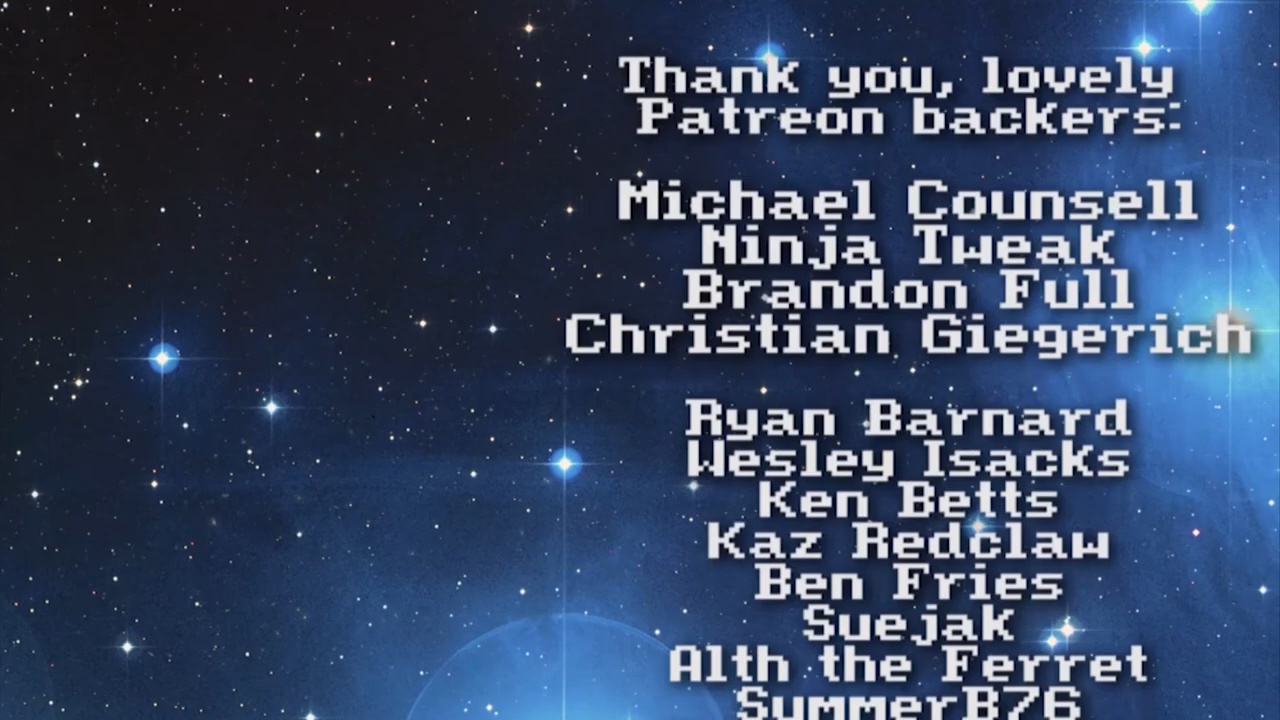 Thank you, lovely
Patreon backers:
Michael Counsell
Ninja Tweak
Brandon Full
Christian Giegerich
Ryan Barnard
Wesley Isacks
Ken Betts
Kaz Redclaw
Ben Fries
Suejak
Alth the Ferret
SummerB76